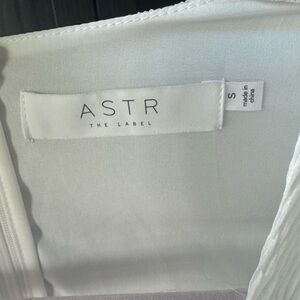 ASTR
THE LABEL
S
made in
china